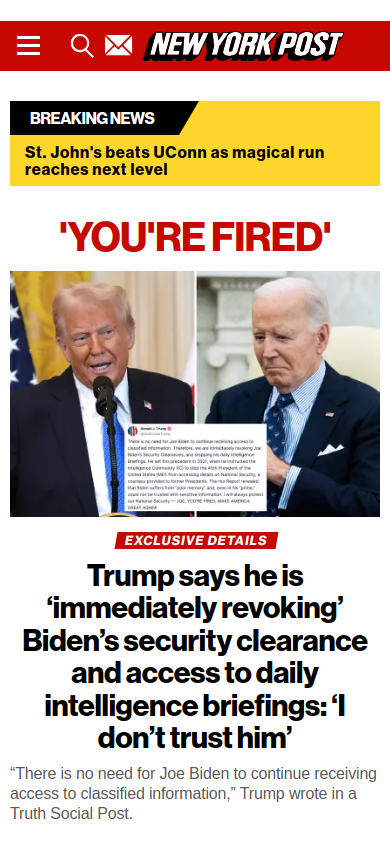 NEW YORK POST
BREAKING NEWS
St. John's beats UConn as magical run
reaches next level
'YOU'RE FIRED'
Donald J. Trump
There is no need for Joe Biden to continue receiving access to
classified information. Therefore, we are immediately revoking Joe
Biden's Security Clearances, and stopping his daily Intelligence
Briefings. He set this precedent in 2021, when he instructed the
Intelligence Community (IC) to stop the 45th President of the
United States (ME!) from accessing details on National Security, a
courtesy provided to former Presidents. The Hur Report revealed
that Biden suffers from "poor memory" and, even in his "prime,"
could not be trusted with sensitive information. I will always protect
our National Security — JOE, YOU'RE FIRED. MAKE AMERICA
GREAT AGAIN!
EXCLUSIVE DETAILS
Trump says he is
‘immediately revoking’
Biden’s security clearance
and access to daily
intelligence briefings: ‘I
don’t trust him’
“There is no need for Joe Biden to continue receiving
access to classified information,” Trump wrote in a
Truth Social Post.